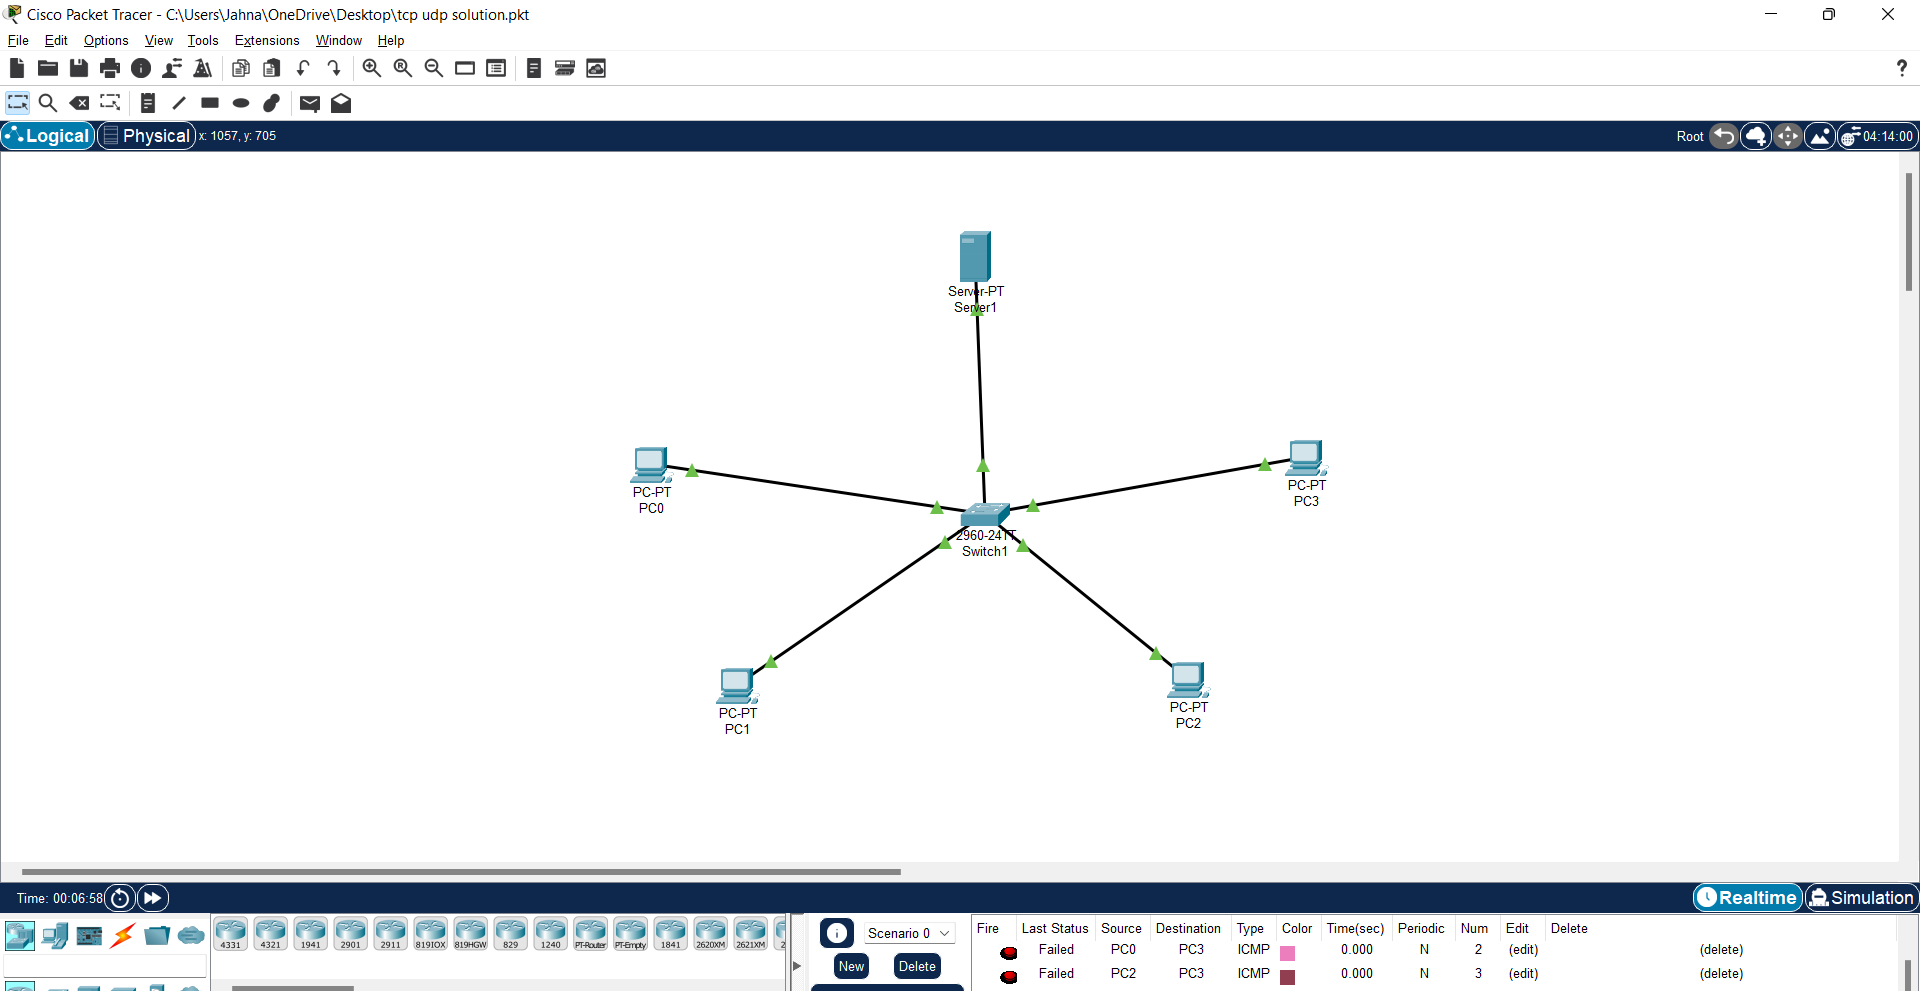 Cisco Packet Tracer - C:\Users\Jahna\OneDrive\Desktop\tcp udp solution.pkt
File Edit Options View Tools Extensions Window Help
?
Logical Physical x: 1057, y: 705 Root 04:14:00
Server-PT
Server1
PC-PT
PC0
PC-PT
PC3
2960-24TT
Switch1
PC-PT
PC1
PC-PT
PC2
Time: 00:06:58 Realtime Simulation
4331 4321 1941 2901 2911 819IOX 819HGW 829 1240 PT-Router PT-Empty 1841 2620XM 2621XM 2
Scenario 0
New Delete
Fire Last Status Source Destination Type Color Time(sec) Periodic Num Edit Delete
Failed PC0 PC3 ICMP 0.000 N 2 (edit) (delete)
Failed PC2 PC3 ICMP 0.000 N 3 (edit) (delete)